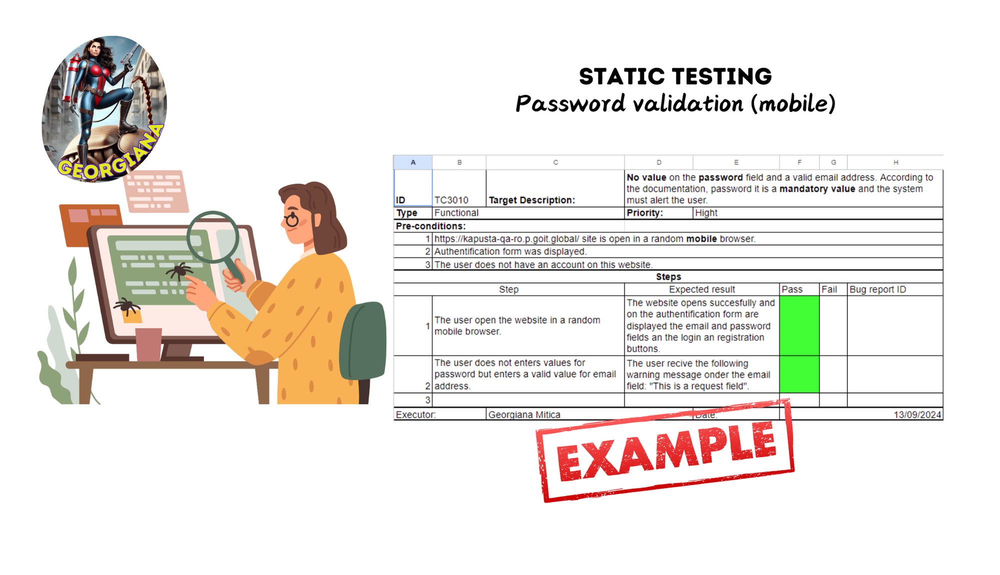 GEORGIANA
STATIC TESTING
Password validation (mobile)
A B C D E F G H
ID TC3010 Target Description: No value on the password field and a valid email address. According to
the documentation, password it is a mandatory value and the system
must alert the user.
Type Functional Priority: Hight
Pre-conditions:
1 https://kapusta-qa-ro.p.goit.global/ site is open in a random mobile browser.
2 Authentification form was displayed.
3 The user does not have an account on this website.
Steps
Step Expected result Pass Fail Bug report ID
1 The user open the website in a random
mobile browser.
The website opens succesfully and
on the authentification form are
displayed the email and password
fields an the login an registration
buttons.
2 The user does not enters values for
password but enters a valid value for email
address.
The user recive the following
warning message onder the email
field: "This is a request field".
3
Executor: Georgiana Mitica Date: 13/09/2024
EXAMPLE